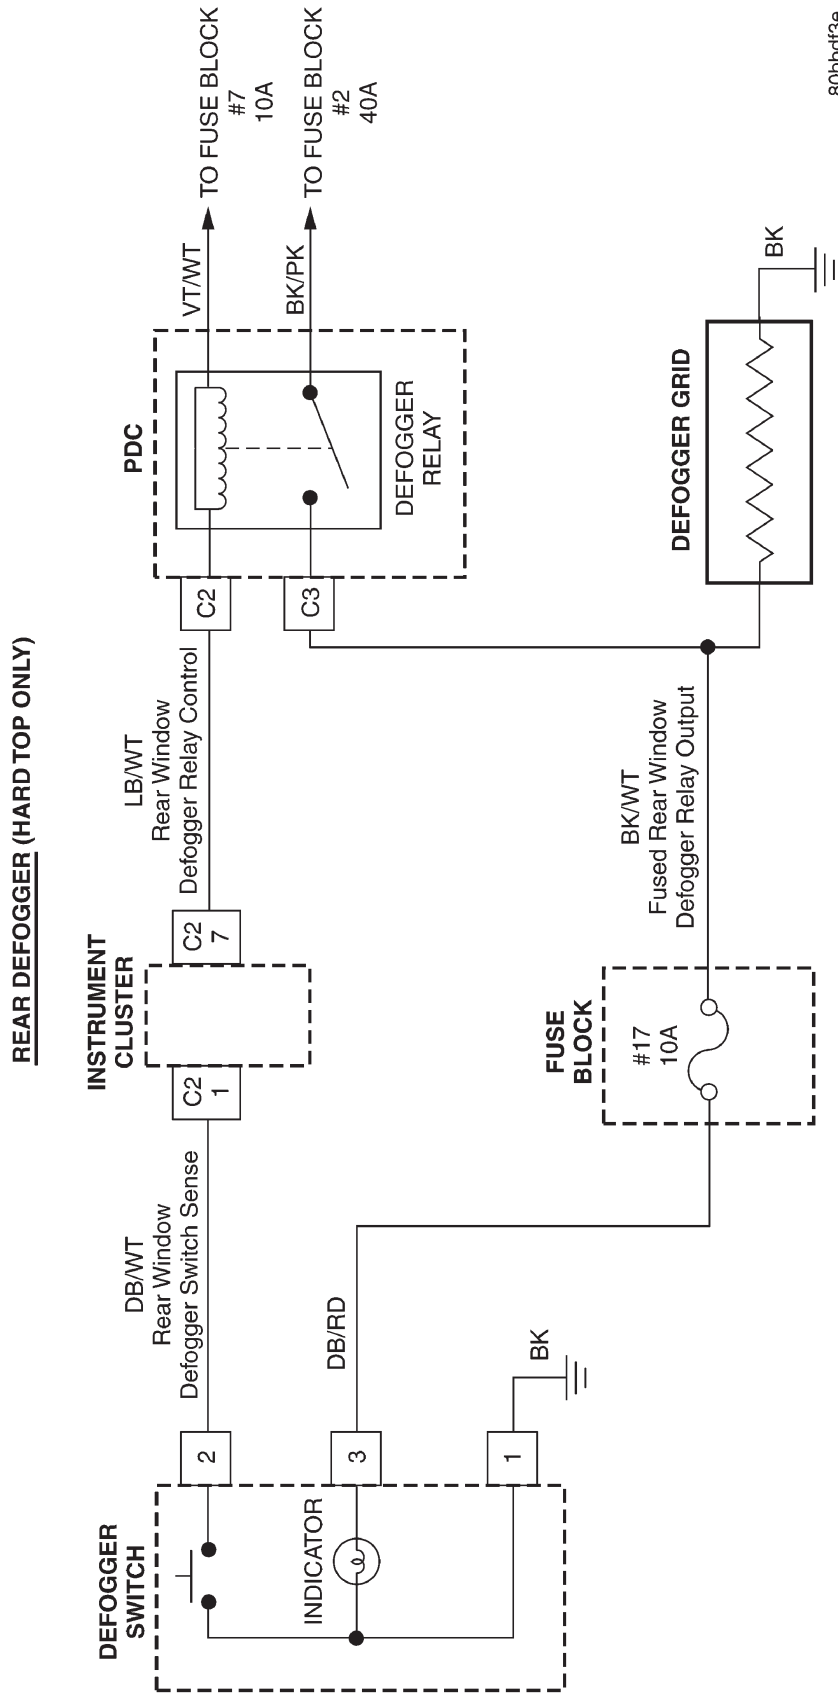 REAR DEFOGGER (HARD TOP ONLY)
DEFOGGER
SWITCH
INDICATOR
2
3
1
DB/WT
Rear Window
Defogger Switch Sense
DB/RD
BK
INSTRUMENT
CLUSTER
C2
1
C2
7
LB/WT
Rear Window
Defogger Relay Control
FUSE
BLOCK
#17
10A
BK/WT
Fused Rear Window
Defogger Relay Output
PDC
C2
C3
DEFOGGER
RELAY
VT/WT
TO FUSE BLOCK
#7
10A
BK/PK
TO FUSE BLOCK
#2
40A
DEFOGGER GRID
BK